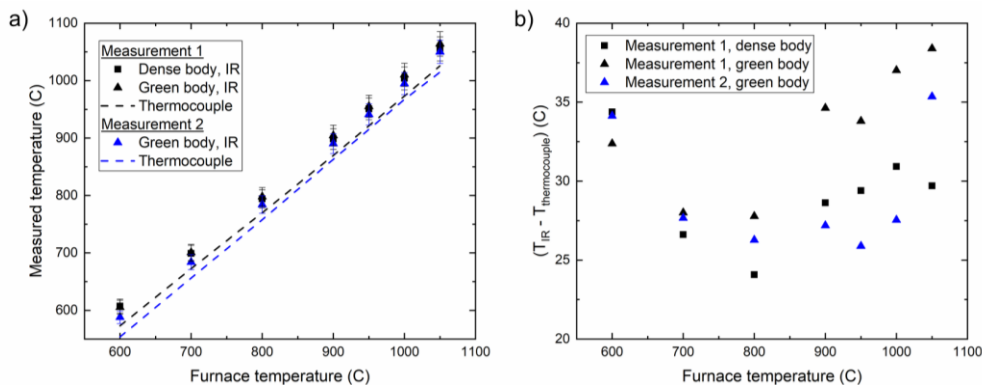 a)
Measured temperature (C)
1100
1000
900
800
700
600
Measurement 1
Dense body, IR
Green body, IR
Thermocouple
Measurement 2
Green body, IR
Thermocouple
600 700 800 900 1000 1100
Furnace temperature (C)
b)
(T_IR - T_thermocouple) (C)
40
35
30
25
20
Measurement 1, dense body
Measurement 1, green body
Measurement 2, green body
600 700 800 900 1000 1100
Furnace temperature (C)